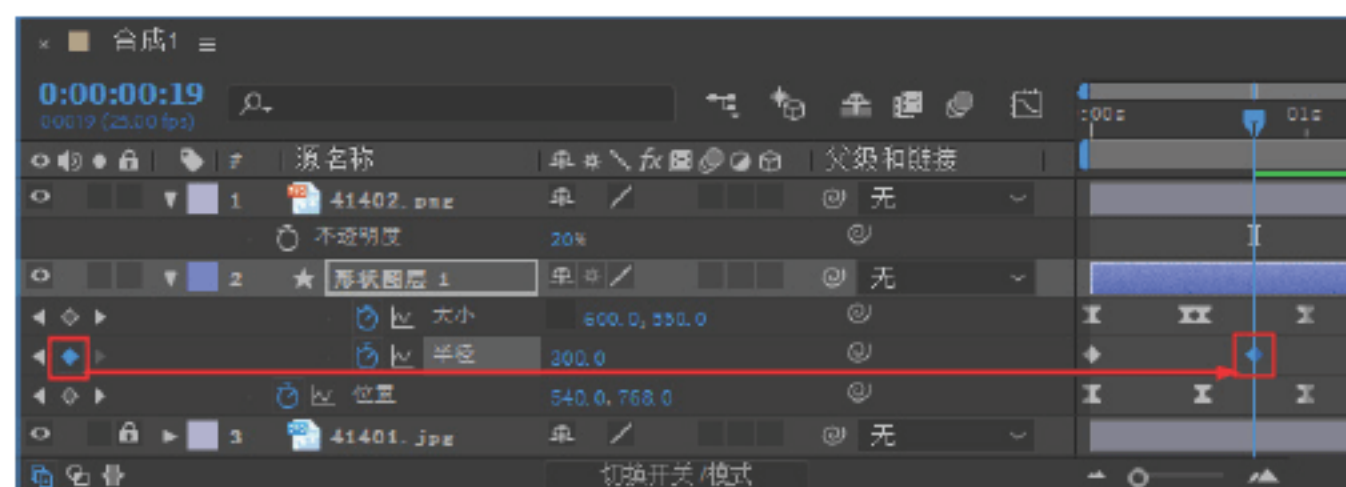 合成1
0:00:00:19
00019 (25.00 fps)
:00s 01s
# 源名称 fx 父级和链接
1 41402.png 无
不透明度 20%
2 形状图层 1 无
大小 600.0, 550.0
半径 300.0
位置 540.0, 768.0
3 41401.jpg 无
切换开关/模式